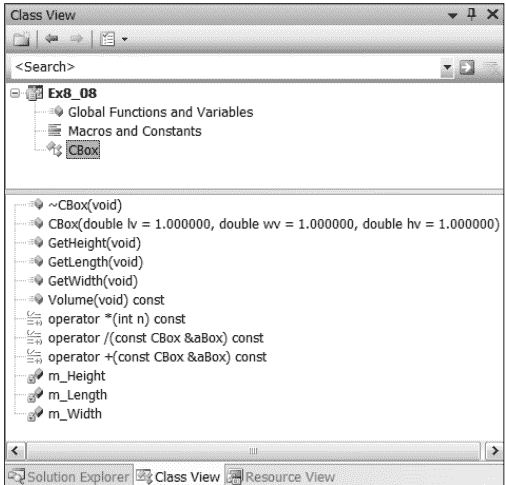 Class View
<Search>
Ex8_08
Global Functions and Variables
Macros and Constants
CBox
~CBox(void)
CBox(double lv = 1.000000, double wv = 1.000000, double hv = 1.000000)
GetHeight(void)
GetLength(void)
GetWidth(void)
Volume(void) const
operator *(int n) const
operator /(const CBox &aBox) const
operator +(const CBox &aBox) const
m_Height
m_Length
m_Width
Solution Explorer Class View Resource View